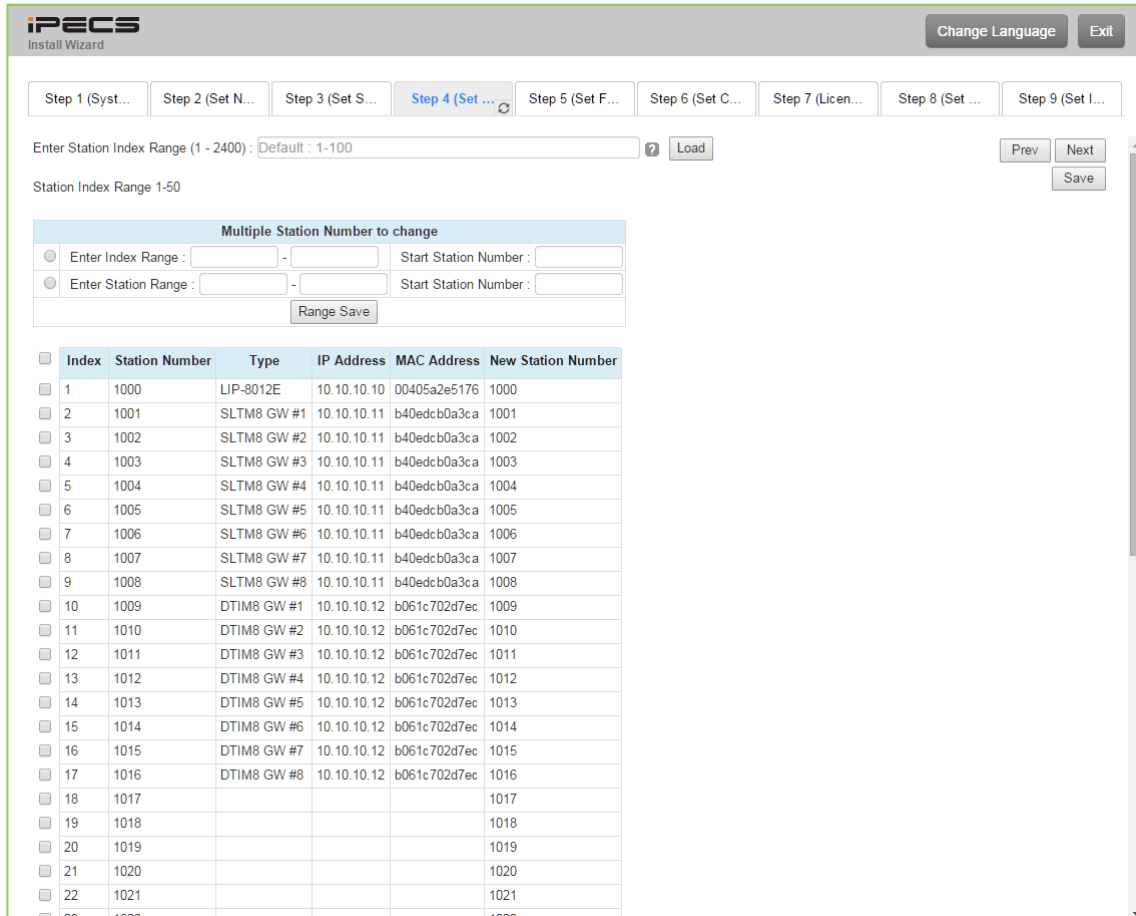 iPECS
Install Wizard
Change Language
Exit
Step 1 (Syst... Step 2 (Set N... Step 3 (Set S... Step 4 (Set ... Step 5 (Set F... Step 6 (Set C... Step 7 (Licen... Step 8 (Set ... Step 9 (Set I...
Enter Station Index Range (1 - 2400) : Default : 1-100 ? Load Prev Next
Station Index Range 1-50 Save
Multiple Station Number to change
Enter Index Range : - Start Station Number :
Enter Station Range : - Start Station Number :
Range Save
Index Station Number Type IP Address MAC Address New Station Number
1 1000 LIP-8012E 10.10.10.10 00405a2e5176 1000
2 1001 SLTM8 GW #1 10.10.10.11 b40edcb0a3ca 1001
3 1002 SLTM8 GW #2 10.10.10.11 b40edcb0a3ca 1002
4 1003 SLTM8 GW #3 10.10.10.11 b40edcb0a3ca 1003
5 1004 SLTM8 GW #4 10.10.10.11 b40edcb0a3ca 1004
6 1005 SLTM8 GW #5 10.10.10.11 b40edcb0a3ca 1005
7 1006 SLTM8 GW #6 10.10.10.11 b40edcb0a3ca 1006
8 1007 SLTM8 GW #7 10.10.10.11 b40edcb0a3ca 1007
9 1008 SLTM8 GW #8 10.10.10.11 b40edcb0a3ca 1008
10 1009 DTIM8 GW #1 10.10.10.12 b061c702d7ec 1009
11 1010 DTIM8 GW #2 10.10.10.12 b061c702d7ec 1010
12 1011 DTIM8 GW #3 10.10.10.12 b061c702d7ec 1011
13 1012 DTIM8 GW #4 10.10.10.12 b061c702d7ec 1012
14 1013 DTIM8 GW #5 10.10.10.12 b061c702d7ec 1013
15 1014 DTIM8 GW #6 10.10.10.12 b061c702d7ec 1014
16 1015 DTIM8 GW #7 10.10.10.12 b061c702d7ec 1015
17 1016 DTIM8 GW #8 10.10.10.12 b061c702d7ec 1016
18 1017 1017
19 1018 1018
20 1019 1019
21 1020 1020
22 1021 1021